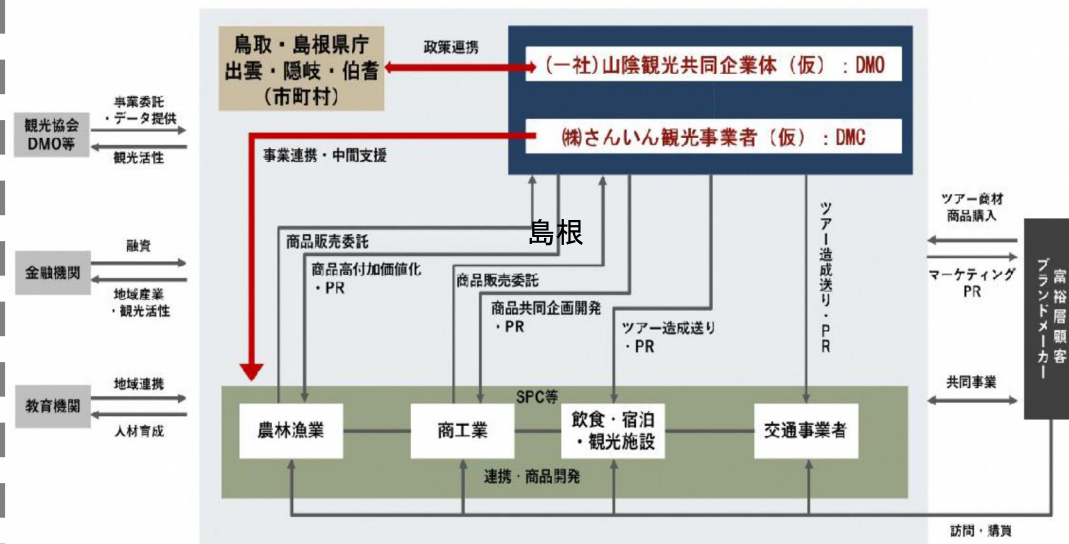 鳥取・島根県庁
出雲・隠岐・伯耆
(市町村)
政策連携
(一社)山陰観光共同企業体(仮):DMO
㈱さんいん観光事業者(仮):DMC
事業連携・中間支援
観光協会
DMO等
事業委託
・データ提供
観光活性
金融機関
融資
地域産業
・観光活性
教育機関
地域連携
人材育成
島根
商品販売委託
商品高付加価値化
・PR
商品販売委託
商品共同企画開発
・PR
ツアー造成送り
・PR
ツアー造成送り・PR
ツアー商材
商品購入
マーケティング
PR
富裕層顧客
ブランドメーカー
共同事業
SPC等
農林漁業
商工業
飲食・宿泊
・観光施設
交通事業者
連携・商品開発
訪問・購買